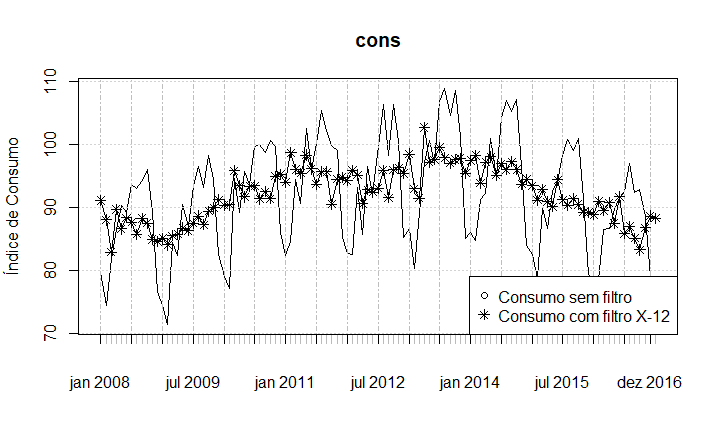 cons
Índice de Consumo
110
100
90
80
70
Consumo sem filtro
Consumo com filtro X-12
jan 2008
jul 2009
jan 2011
jul 2012
jan 2014
jul 2015
dez 2016